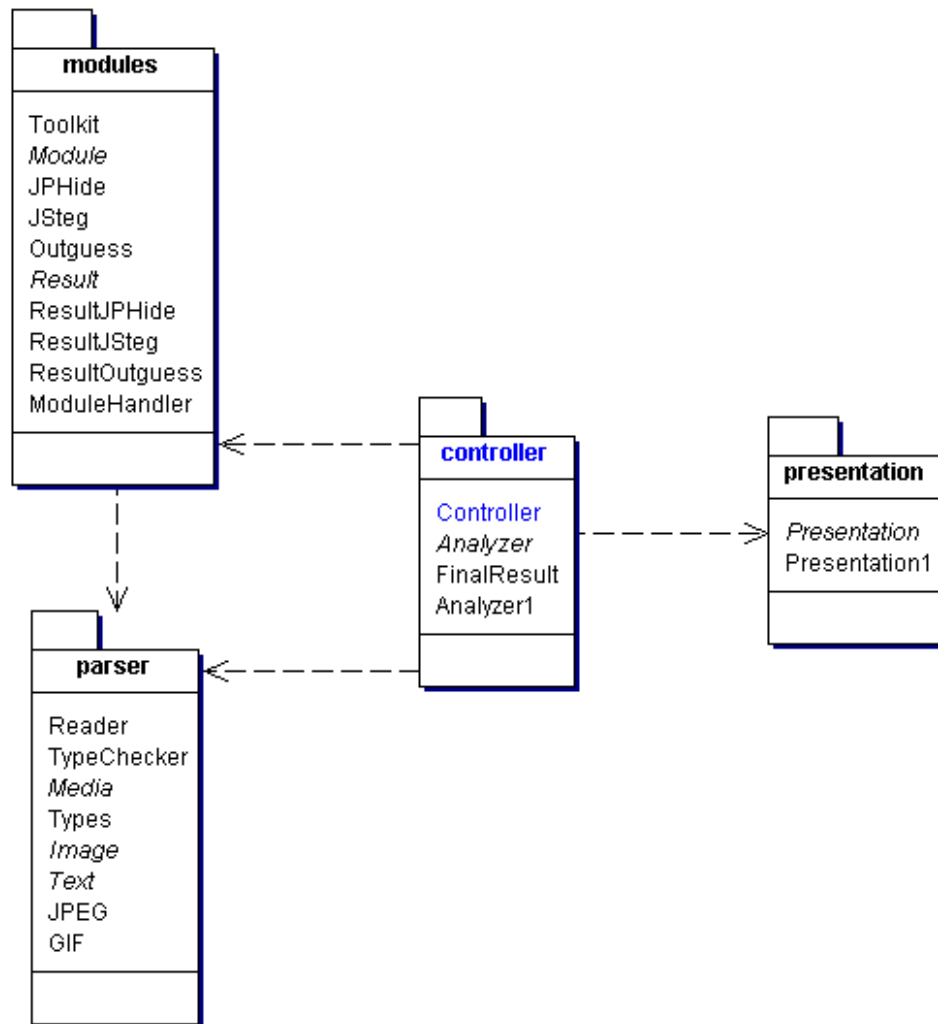 modules
Toolkit
Module
JPHide
JSteg
Outguess
Result
ResultJPHide
ResultJSteg
ResultOutguess
ModuleHandler
controller
Controller
Analyzer
FinalResult
Analyzer1
presentation
Presentation
Presentation1
parser
Reader
TypeChecker
Media
Types
Image
Text
JPEG
GIF